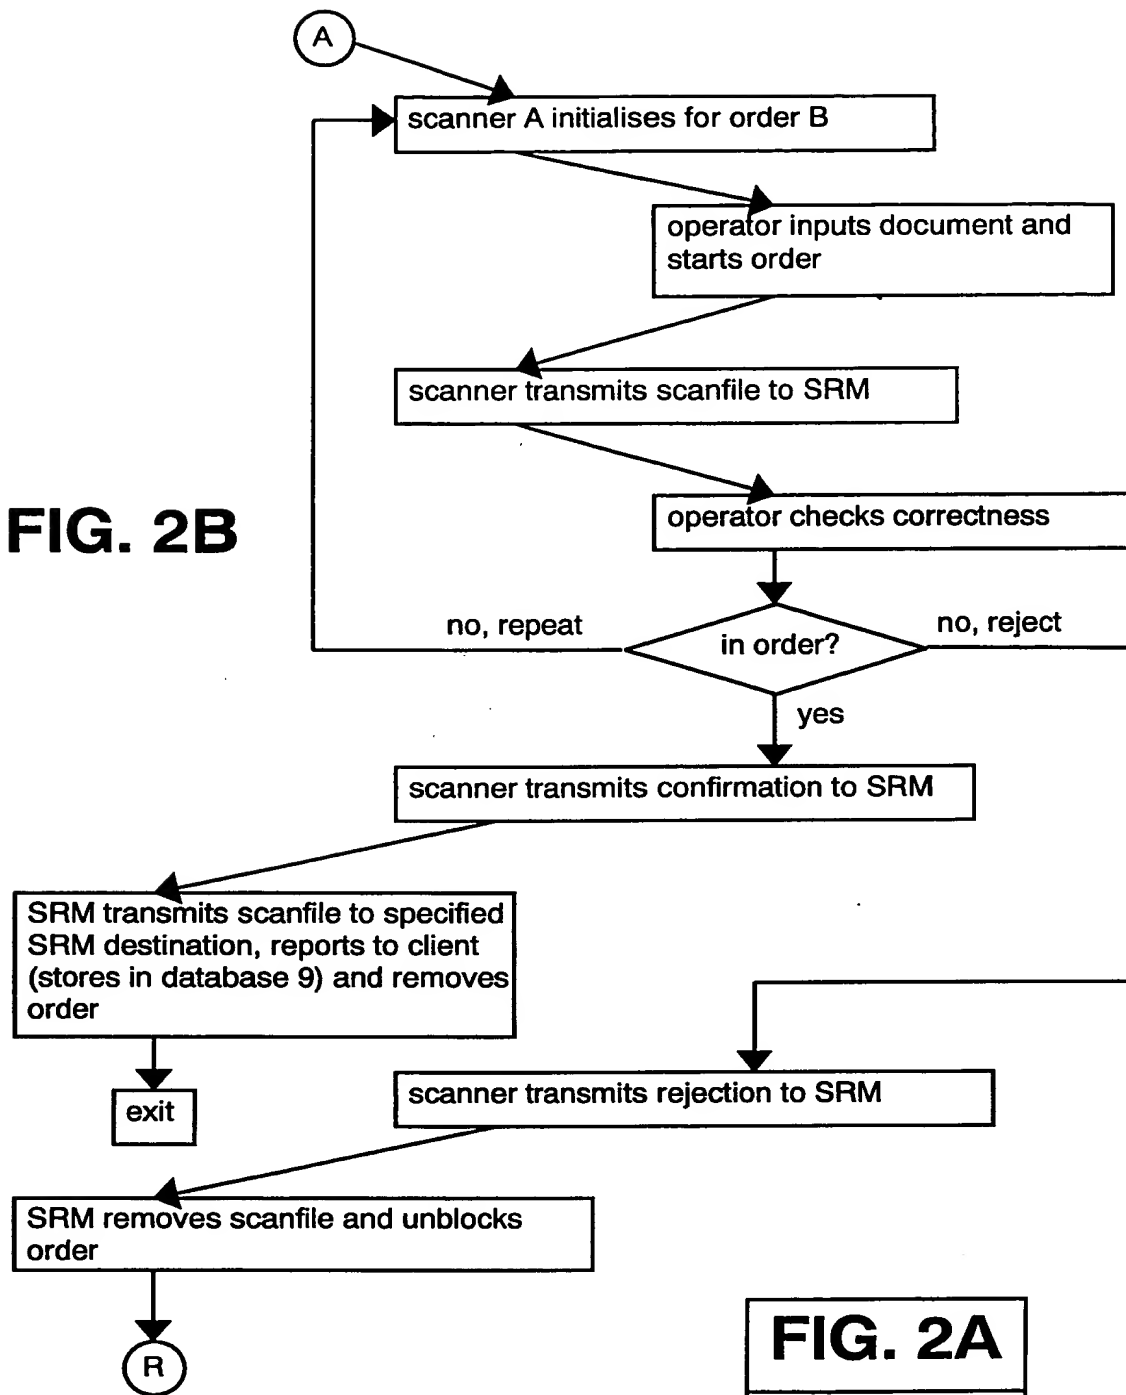 A
scanner A initialises for order B
operator inputs document and
starts order
scanner transmits scanfile to SRM
FIG. 2B
operator checks correctness
no, repeat
in order?
no, reject
yes
scanner transmits confirmation to SRM
SRM transmits scanfile to specified
SRM destination, reports to client
(stores in database 9) and removes
order
exit
scanner transmits rejection to SRM
SRM removes scanfile and unblocks
order
R
FIG. 2A